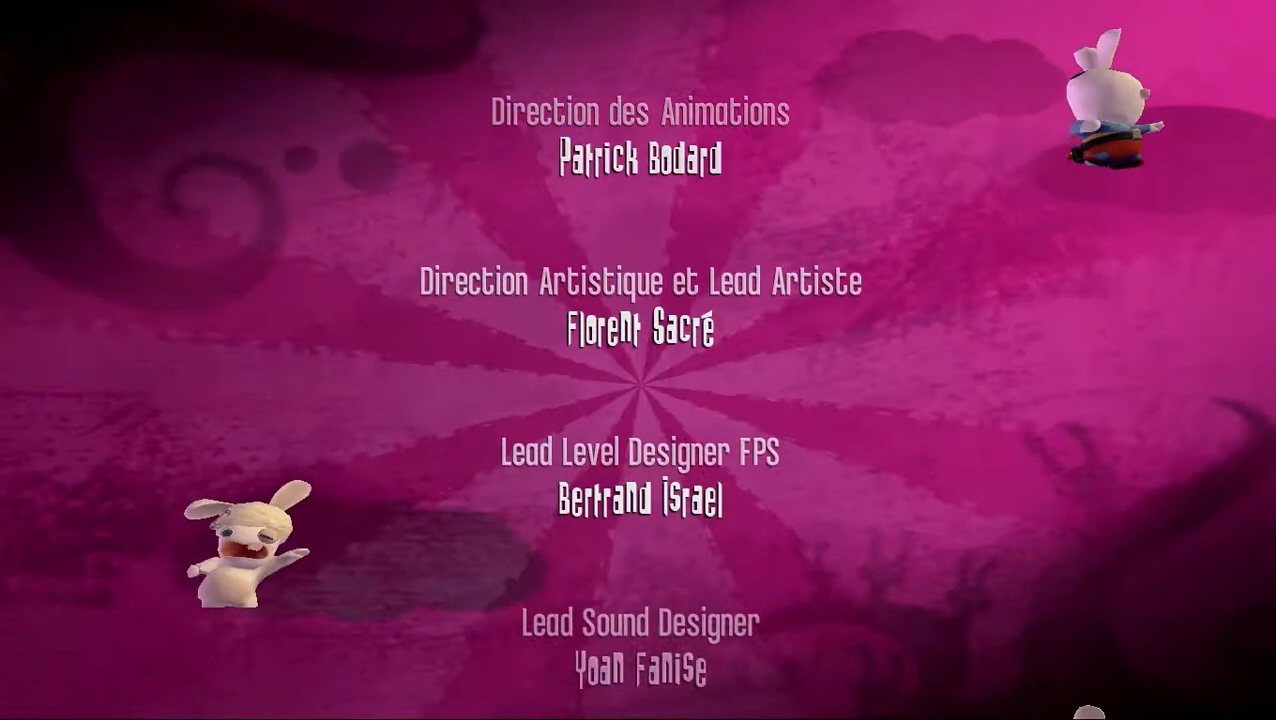 Direction des Animations
Patrick Bodard
Direction Artistique et Lead Artiste
Florent Sacré
Lead Level Designer FPS
Bertrand Israel
Lead Sound Designer
Yoan Fanise